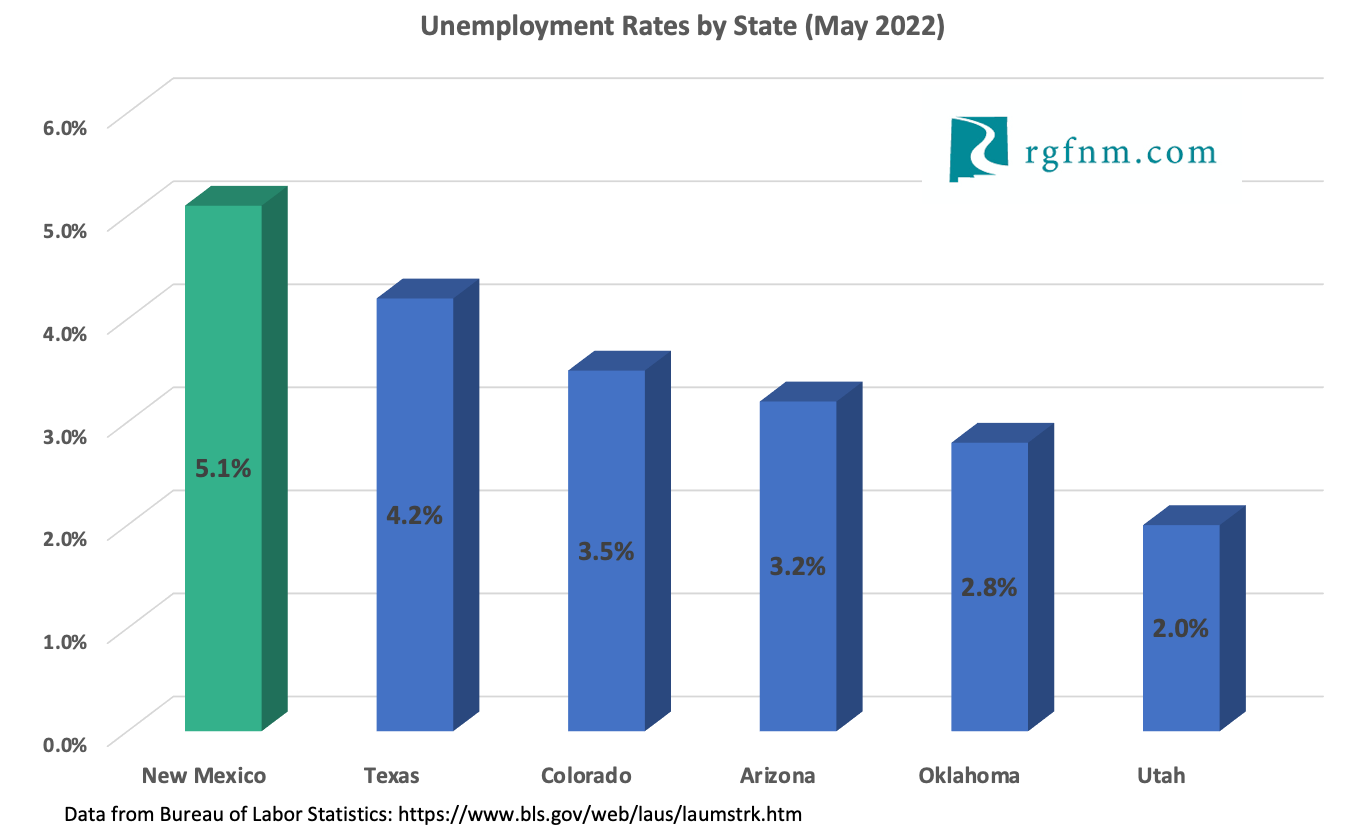 Unemployment Rates by State (May 2022)
rgfnm.com
6.0%
5.0%
4.0%
3.0%
2.0%
1.0%
0.0%
5.1%
4.2%
3.5%
3.2%
2.8%
2.0%
New Mexico
Texas
Colorado
Arizona
Oklahoma
Utah
Data from Bureau of Labor Statistics: https://www.bls.gov/web/laus/laumstrk.htm